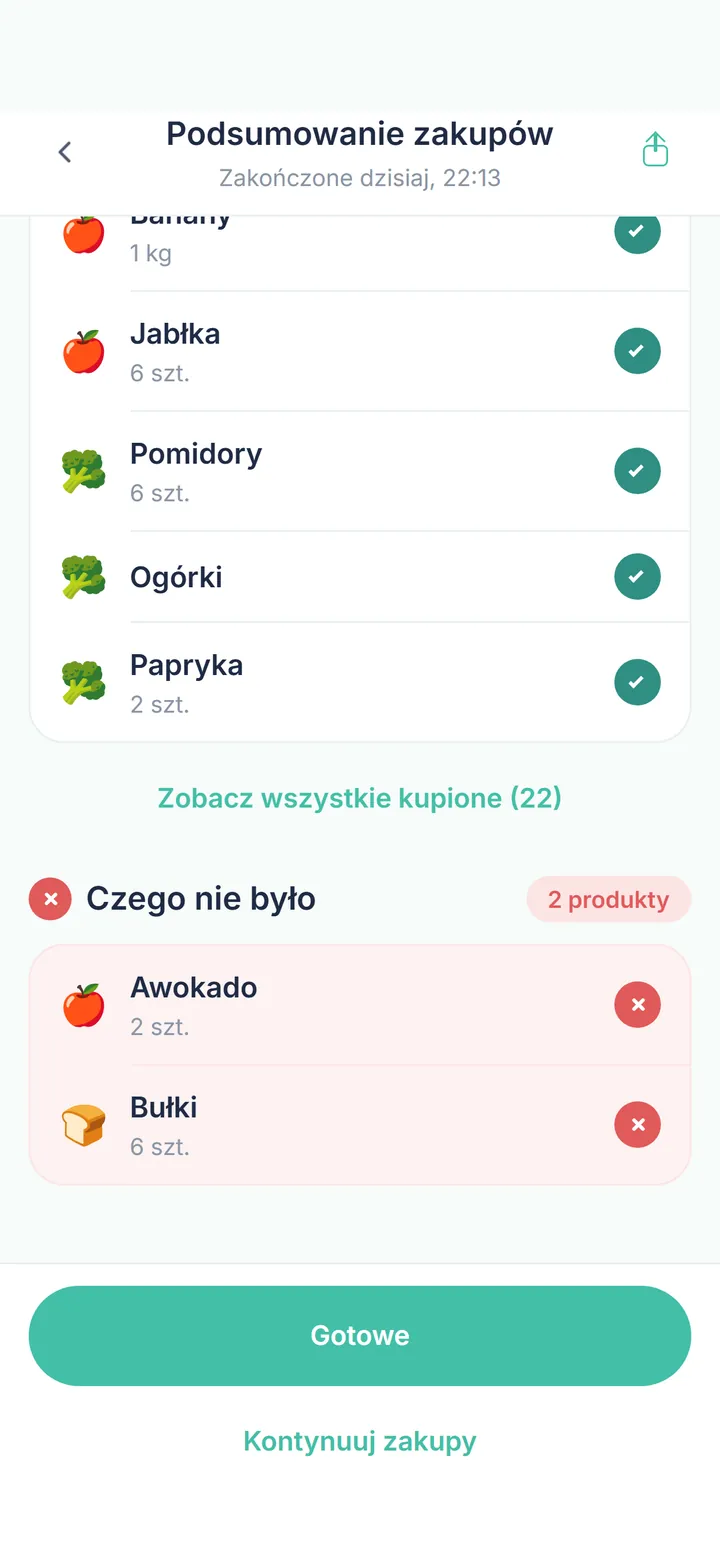 Podsumowanie zakupów
Zakończone dzisiaj, 22:13
Banany
1 kg
Jabłka
6 szt.
Pomidory
6 szt.
Ogórki
Papryka
2 szt.
Zobacz wszystkie kupione (22)
Czego nie było
2 produkty
Awokado
2 szt.
Bułki
6 szt.
Gotowe
Kontynuuj zakupy